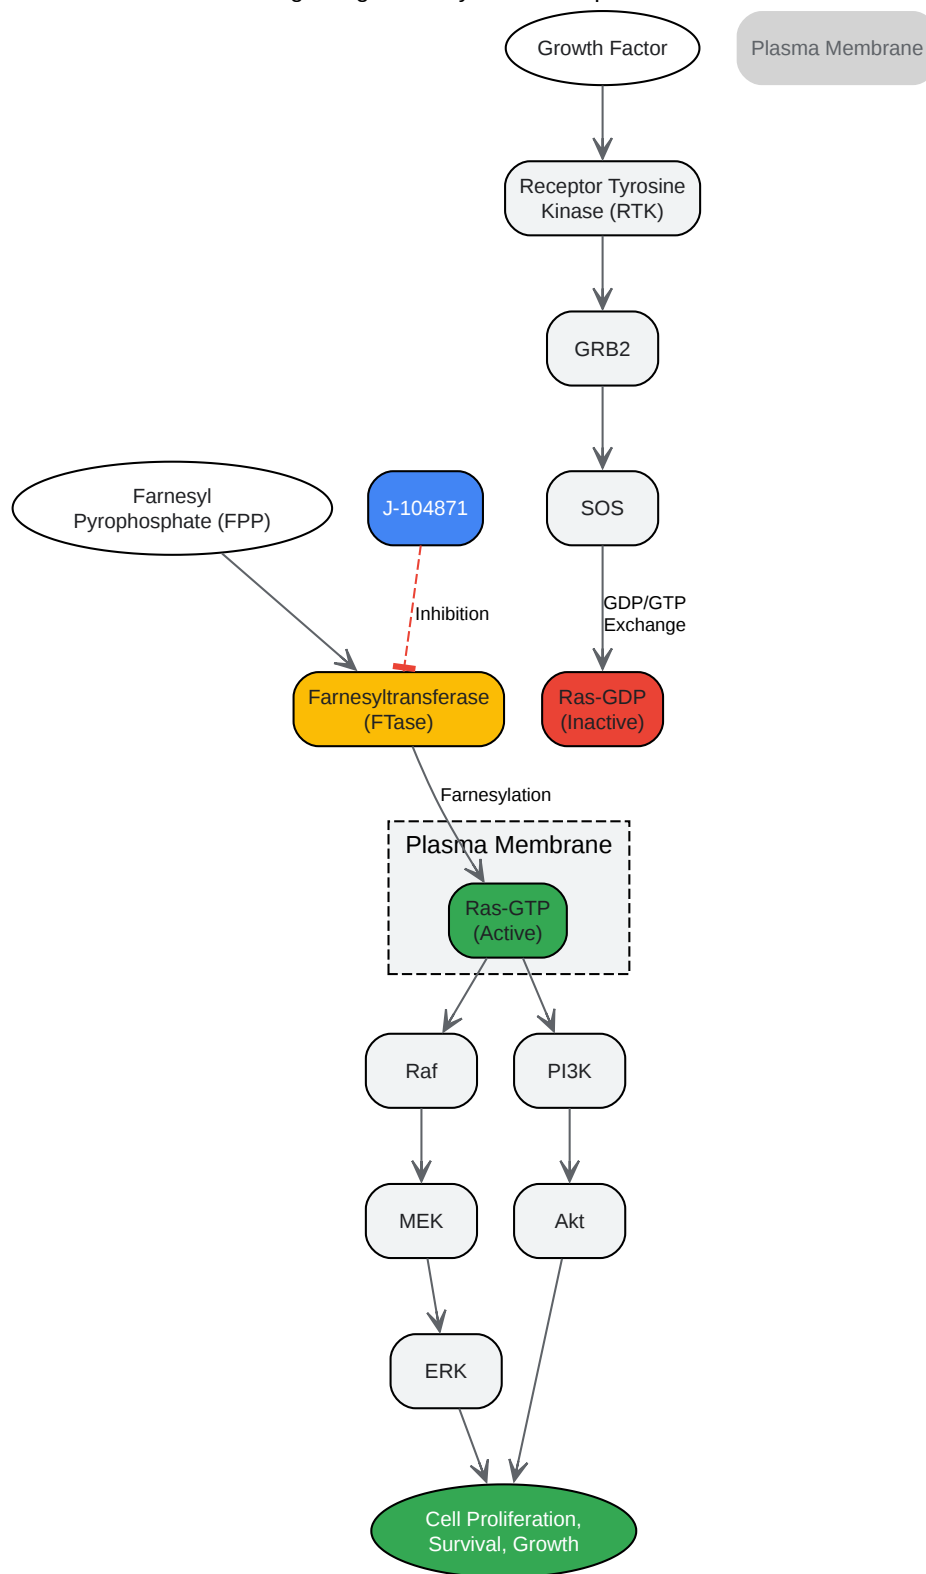 Growth Factor
Plasma Membrane
Receptor Tyrosine
Kinase (RTK)
GRB2
Farnesyl
Pyrophosphate (FPP)
J-104871
SOS
Inhibition
GDP/GTP
Exchange
Farnesyltransferase
(FTase)
Ras-GDP
(Inactive)
Farnesylation
Plasma Membrane
Ras-GTP
(Active)
Raf
PI3K
MEK
Akt
ERK
Cell Proliferation,
Survival, Growth